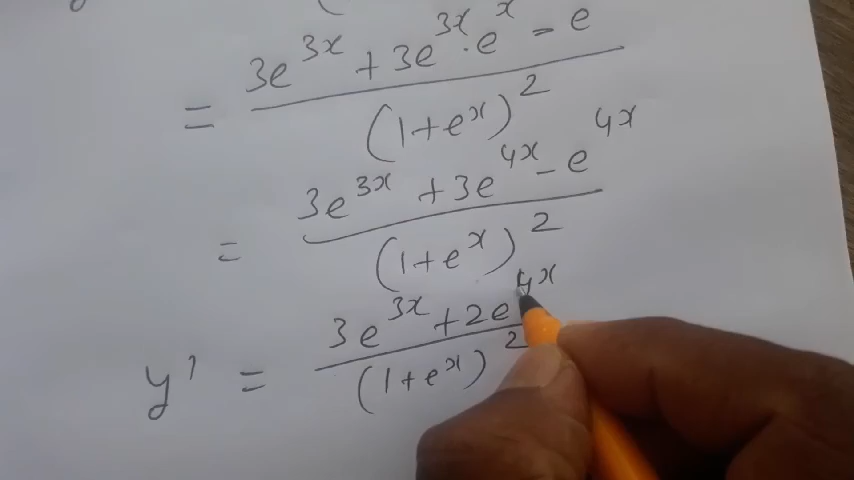 3e^{3x} + 3e^{3x} · e^x - e
= ─────────────
(1+e^x)^2
3e^{3x} + 3e^{4x} - e^{4x}
= ─────────────
(1+e^x)^2
3e^{3x} + 2e^{4x}
y' = ─────────────
(1+e^x)^2